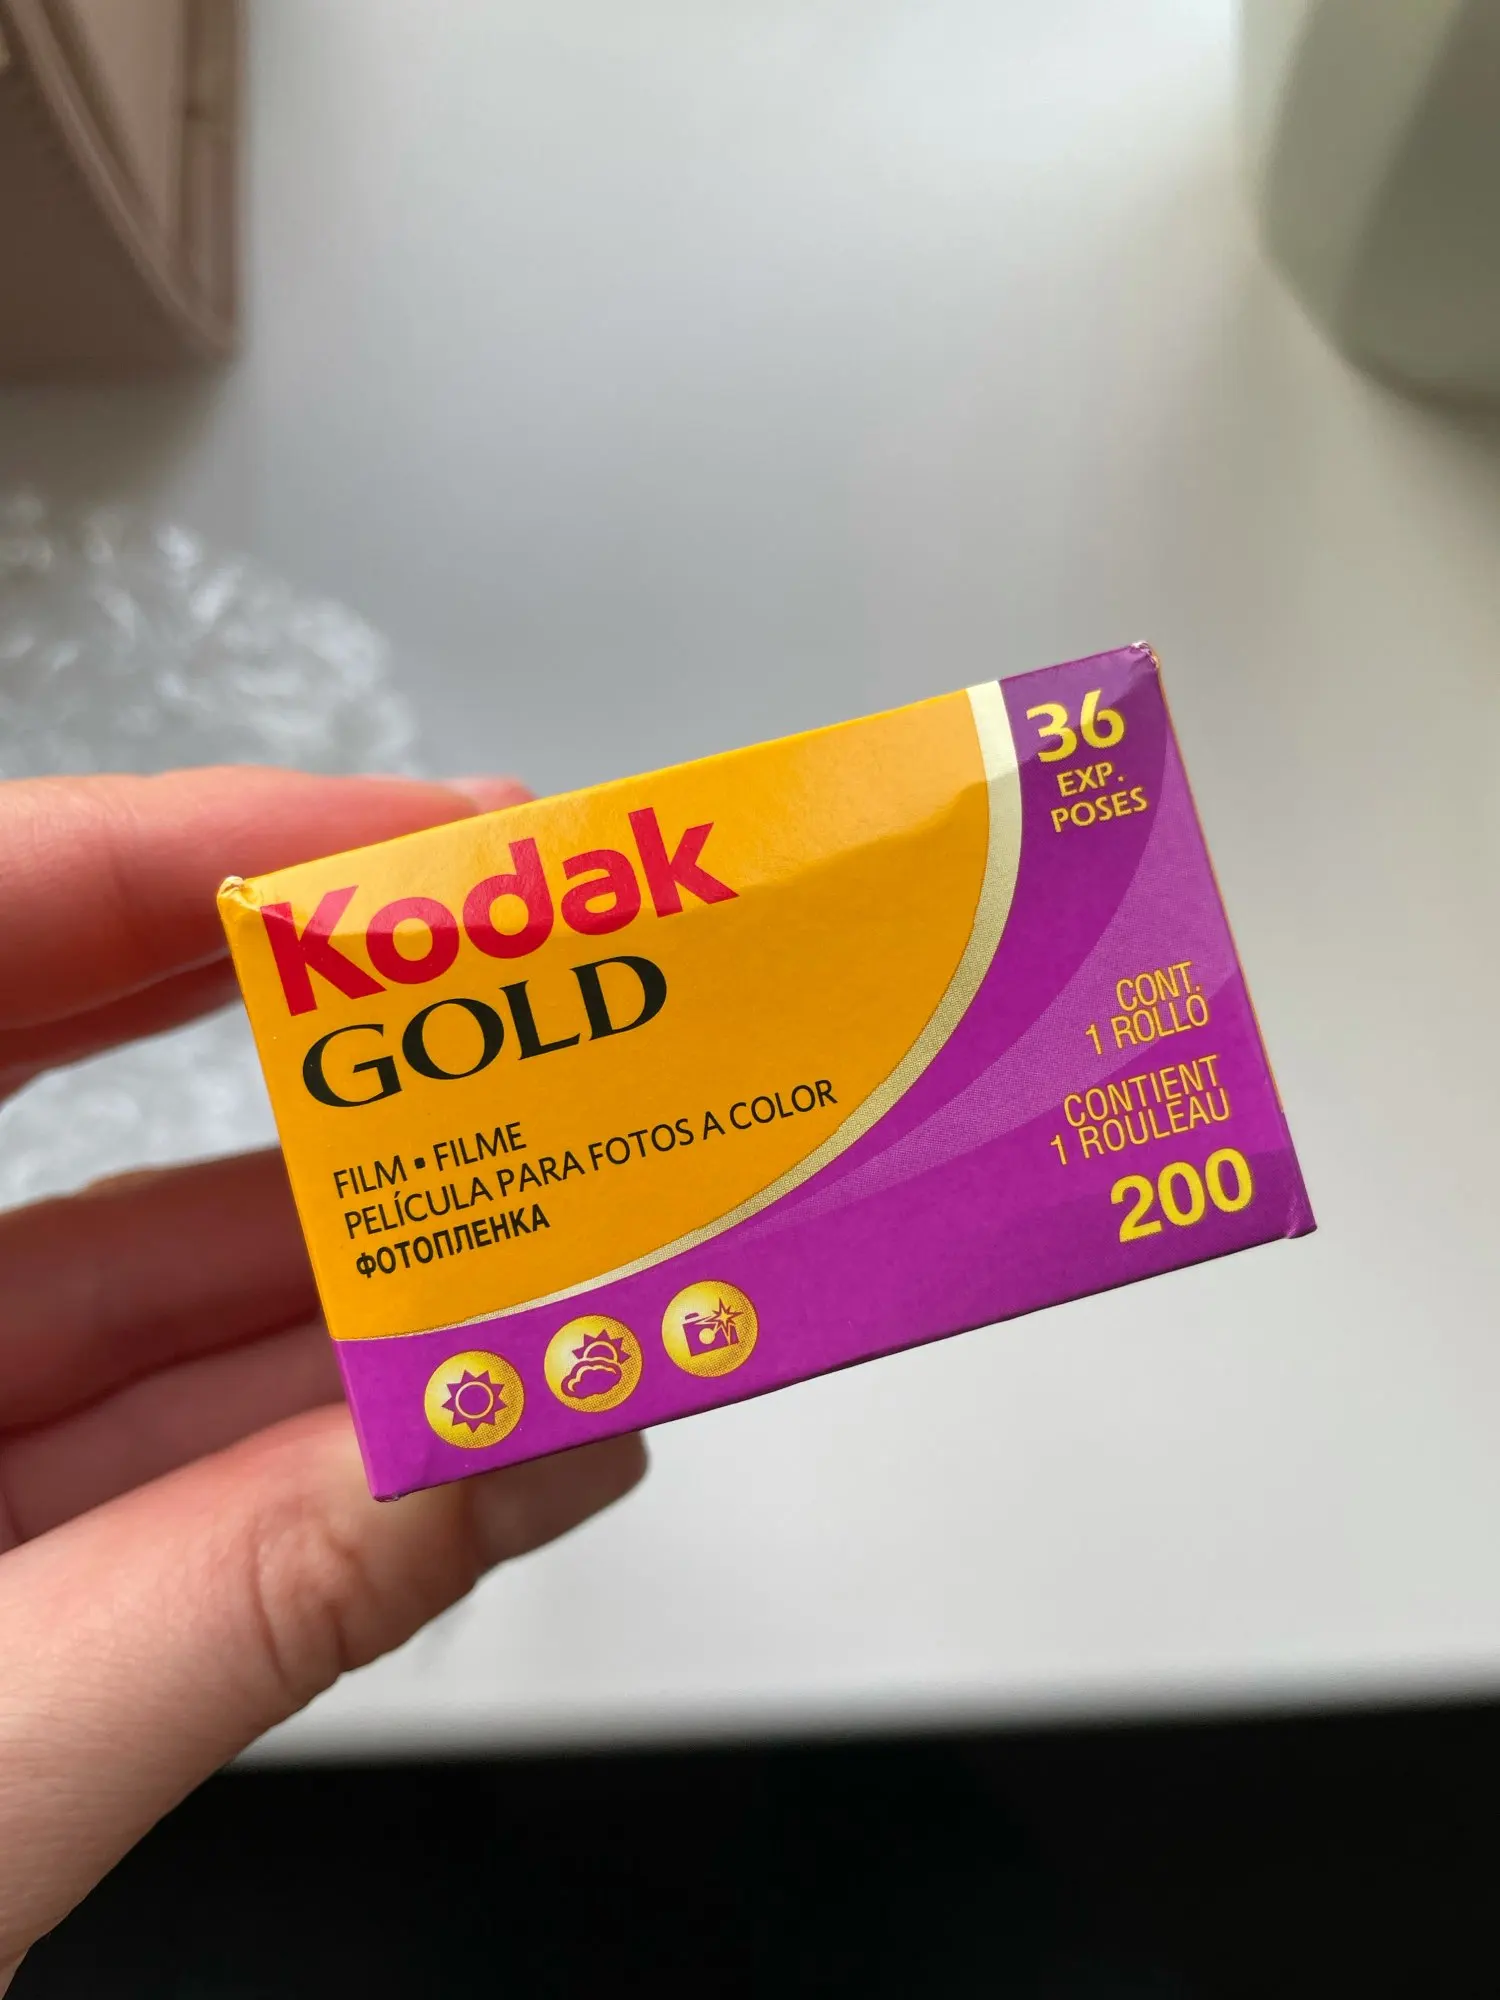 Kodak
GOLD
FILM ▪ FILME
PELÍCULA PARA FOTOS A COLOR
ФОТОПЛЕНКА
36
EXP.
POSES
CONT.
1 ROLLO
CONTIENT
1 ROULEAU
200